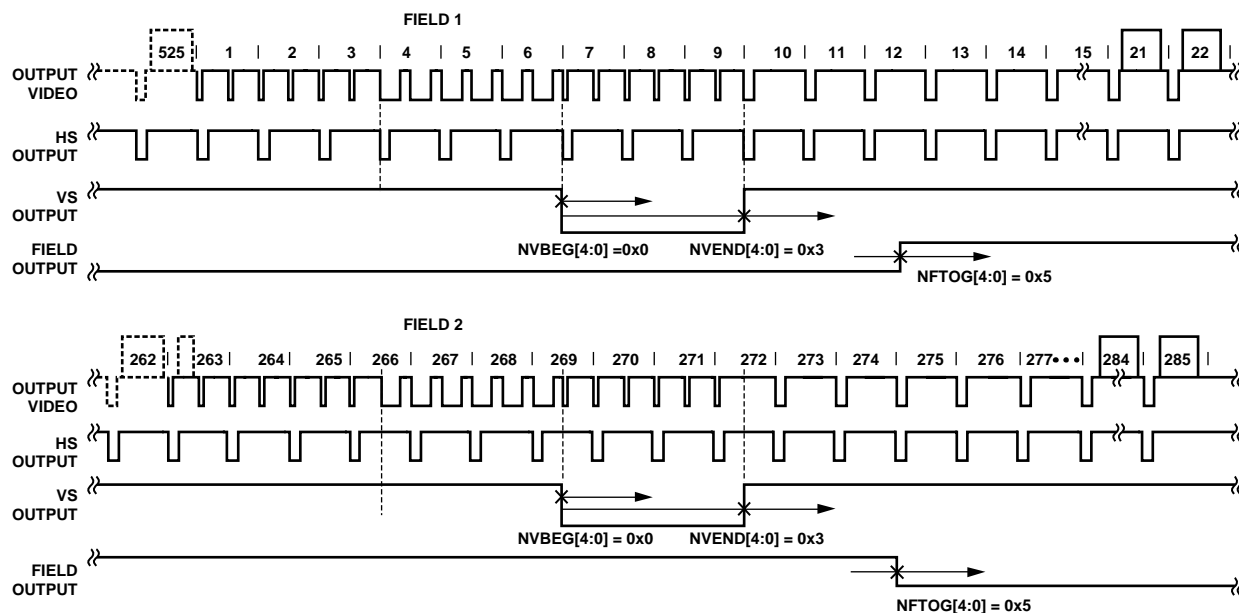 FIELD 1
525 1 2 3 4 5 6 7 8 9 10 11 12 13 14 15 21 22
OUTPUT
VIDEO
HS
OUTPUT
VS
OUTPUT
NVBEG[4:0] =0x0 NVEND[4:0] = 0x3
FIELD
OUTPUT
NFTOG[4:0] = 0x5
FIELD 2
262 263 264 265 266 267 268 269 270 271 272 273 274 275 276 277 284 285
OUTPUT
VIDEO
HS
OUTPUT
VS
OUTPUT
NVBEG[4:0] = 0x0 NVEND[4:0] = 0x3
FIELD
OUTPUT
NFTOG[4:0] = 0x5